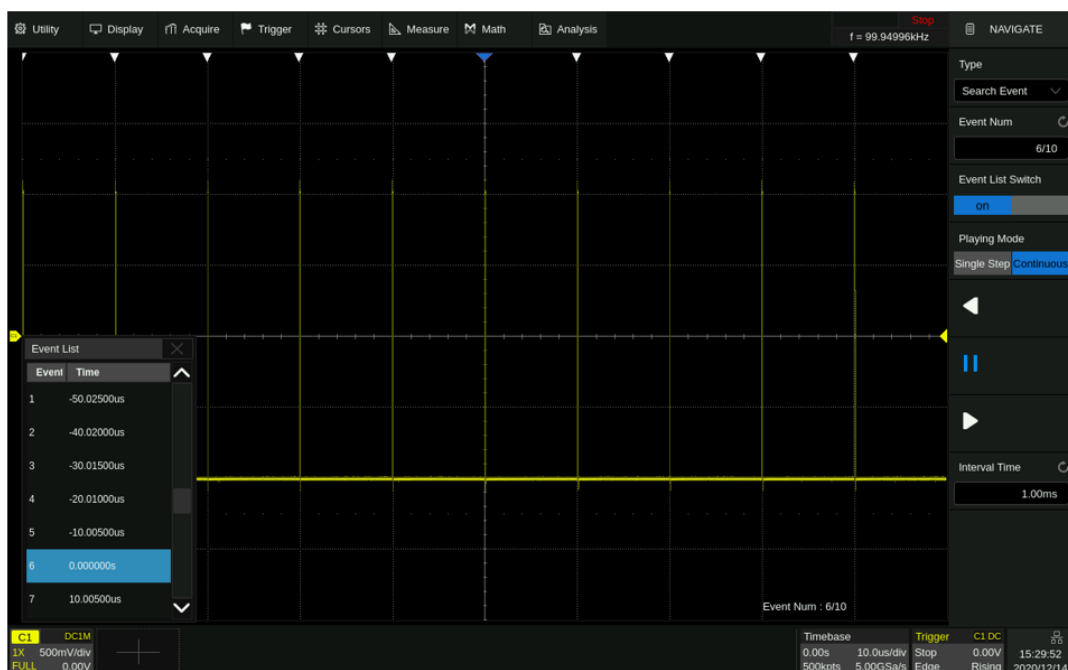 Utility Display Acquire Trigger Cursors Measure Math Analysis
Stop
f = 99.94996kHz
NAVIGATE
Type
Search Event
Event Num
6/10
Event List Switch
on
Playing Mode
Single Step Continuous
Interval Time
1.00ms
Event List
Event Time
1 -50.02500us
2 -40.02000us
3 -30.01500us
4 -20.01000us
5 -10.00500us
6 0.000000s
7 10.00500us
Event Num : 6/10
C1 DC1M
1X 500mV/div
FULL 0.00V
Timebase
0.00s 10.0us/div
500kpts 5.00GSa/s
Trigger C1 DC
Stop 0.00V
Edge Rising
15:29:52
2020/12/14